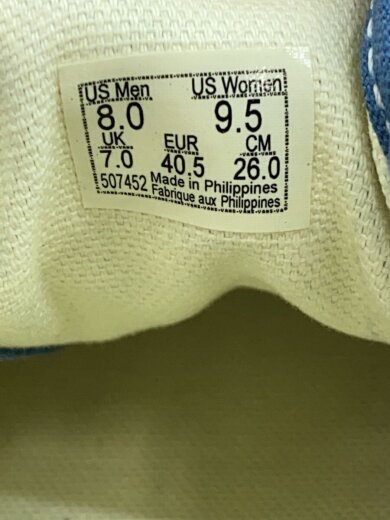 US Men US Women
8.0 9.5
UK EUR CM
7.0 40.5 26.0
507452 Made in Philippines
Fabrique aux Philippines